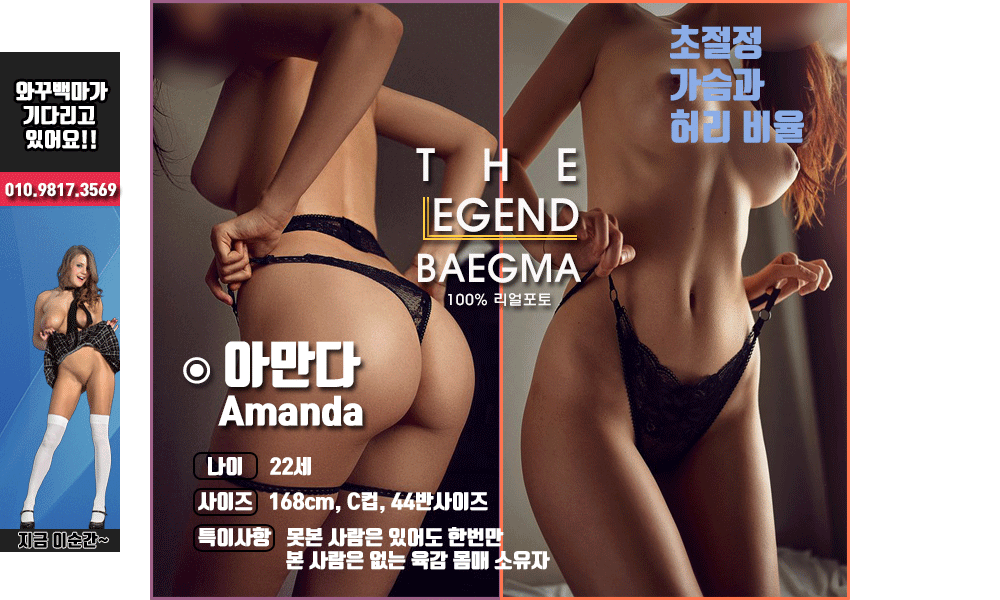 와꾸백마가
기다리고
있어요!!
010.9817.3569
지금 이순간~
초절정
가슴과
허리 비율
THE
LEGEND
BAEGMA
100% 리얼포토
아만다
Amanda
나이 22세
사이즈 168cm, C컵, 44반사이즈
특이사항 못본 사람은 있어도 한번만
본 사람은 없는 육감 몸매 소유자